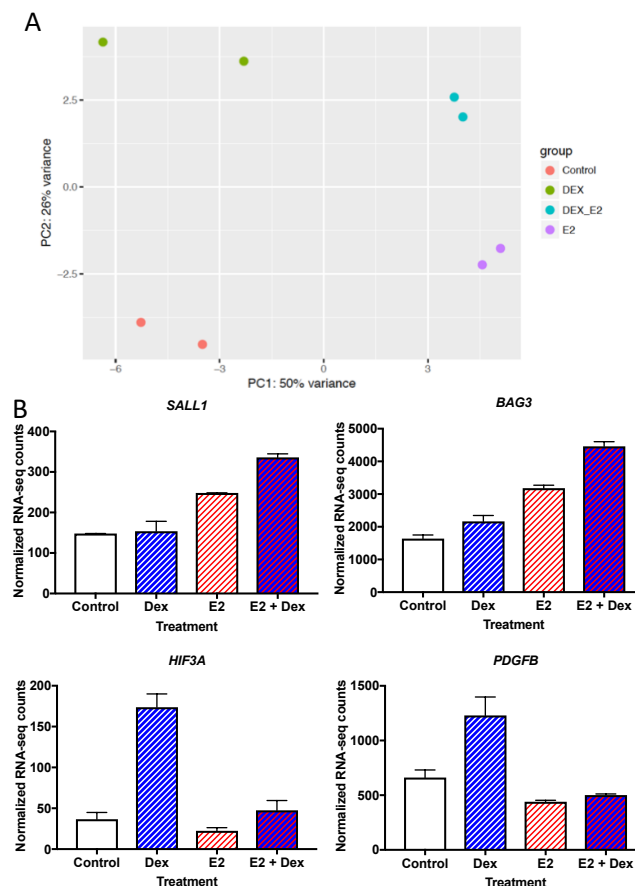 A
2.5
0.0
-2.5
PC2: 26% variance
-6
-3
0
3
PC1: 50% variance
group
Control
DEX
DEX_E2
E2
B
SALL1
Normalized RNA-seq counts
400
300
200
100
0
Control Dex E2 E2 + Dex
Treatment
BAG3
Normalized RNA-seq counts
5000
4000
3000
2000
1000
0
Control Dex E2 E2 + Dex
Treatment
HIF3A
Normalized RNA-seq counts
200
150
100
50
0
Control Dex E2 E2 + Dex
Treatment
PDGFB
Normalized RNA-seq counts
1500
1000
500
0
Control Dex E2 E2 + Dex
Treatment